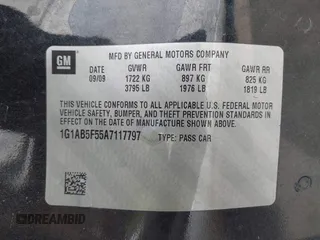 GM
MFD BY GENERAL MOTORS COMPANY
DATE GVWR GAWR FRT GAWR RR
09/09 1722 KG 897 KG 825 KG
3795 LB 1976 LB 1819 LB
THIS VEHICLE CONFORMS TO ALL APPLICABLE U.S. FEDERAL MOTOR
VEHICLE SAFETY, BUMPER, AND THEFT PREVENTION STANDARDS IN
EFFECT ON THE DATE OF MANUFACTURE SHOWN ABOVE.
1G1AB5F55A7117797 TYPE: PASS CAR
DREAMBID